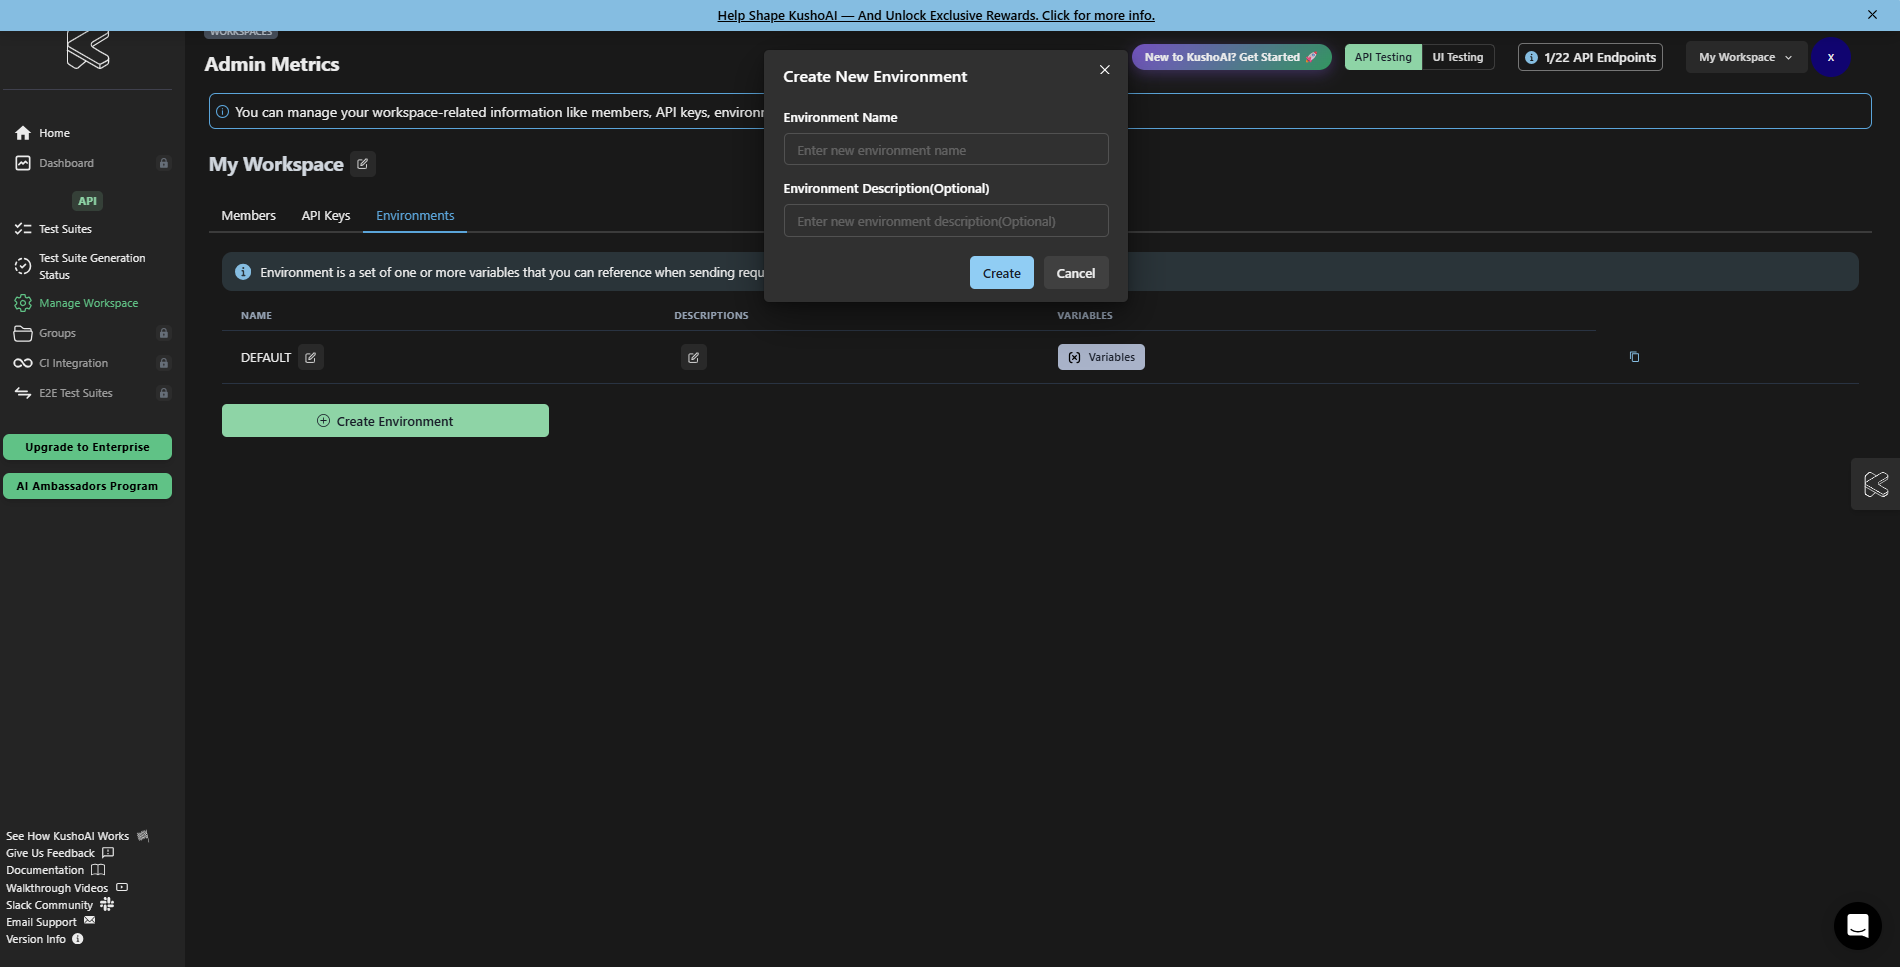 Help Shape KushoAI — And Unlock Exclusive Rewards. Click for more info.
WORKSPACES
Admin Metrics
New to KushoAI? Get Started 🚀
API Testing
UI Testing
1/22 API Endpoints
My Workspace
X
You can manage your workspace-related information like members, API keys,
My Workspace
Members
API Keys
Environments
Environment is a set of one or more variables that you can reference when sending
NAME
DESCRIPTIONS
VARIABLES
DEFAULT
Variables
Create Environment
Create New Environment
Environment Name
Enter new environment name
Environment Description(Optional)
Enter new environment description(Optional)
Create
Cancel
Home
Dashboard
API
Test Suites
Test Suite Generation
Status
Manage Workspace
Groups
CI Integration
E2E Test Suites
Upgrade to Enterprise
AI Ambassadors Program
See How KushoAI Works
Give Us Feedback
Documentation
Walkthrough Videos
Slack Community
Email Support
Version Info